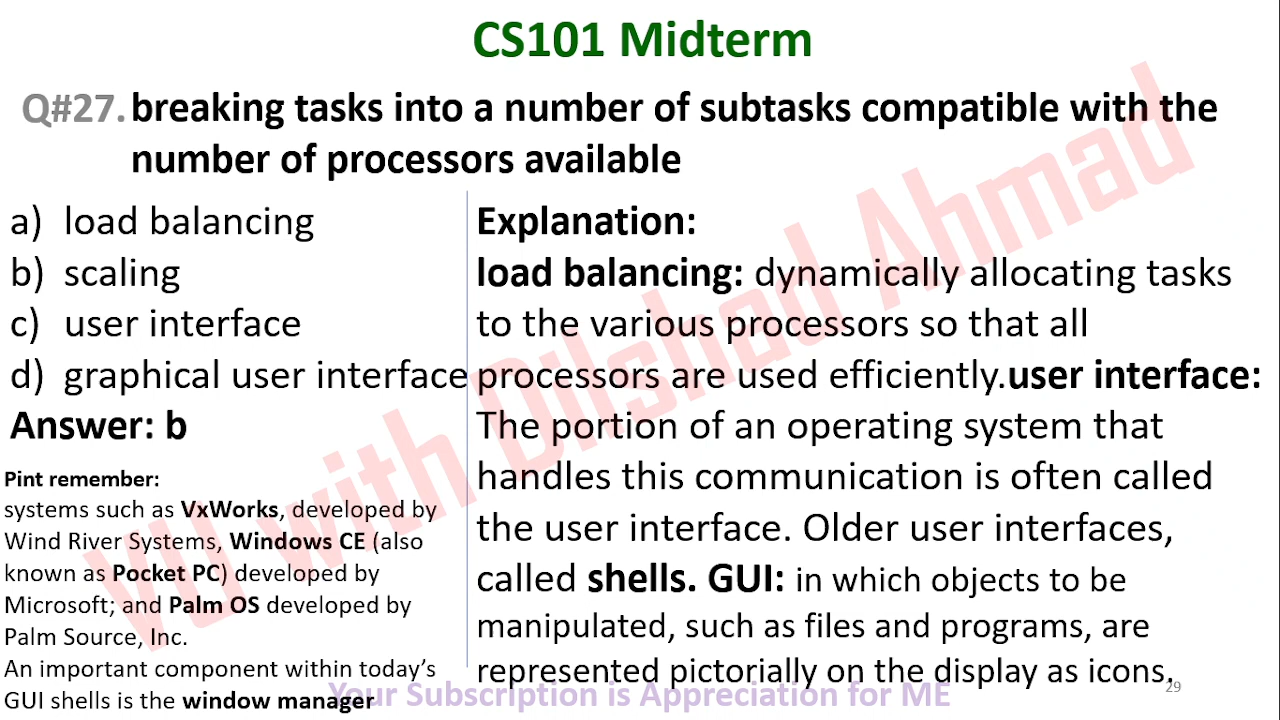 CS101 Midterm
Q#27. breaking tasks into a number of subtasks compatible with the
number of processors available
a) load balancing
b) scaling
c) user interface
d) graphical user interface
Answer: b
Pint remember:
systems such as VxWorks, developed by
Wind River Systems, Windows CE (also
known as Pocket PC) developed by
Microsoft; and Palm OS developed by
Palm Source, Inc.
An important component within today’s
GUI shells is the window manager
Explanation:
load balancing: dynamically allocating tasks
to the various processors so that all
processors are used efficiently.user interface:
The portion of an operating system that
handles this communication is often called
the user interface. Older user interfaces,
called shells. GUI: in which objects to be
manipulated, such as files and programs, are
represented pictorially on the display as icons.
VU with Dilshad Ahmad
Your Subscription is Appreciation for ME
29